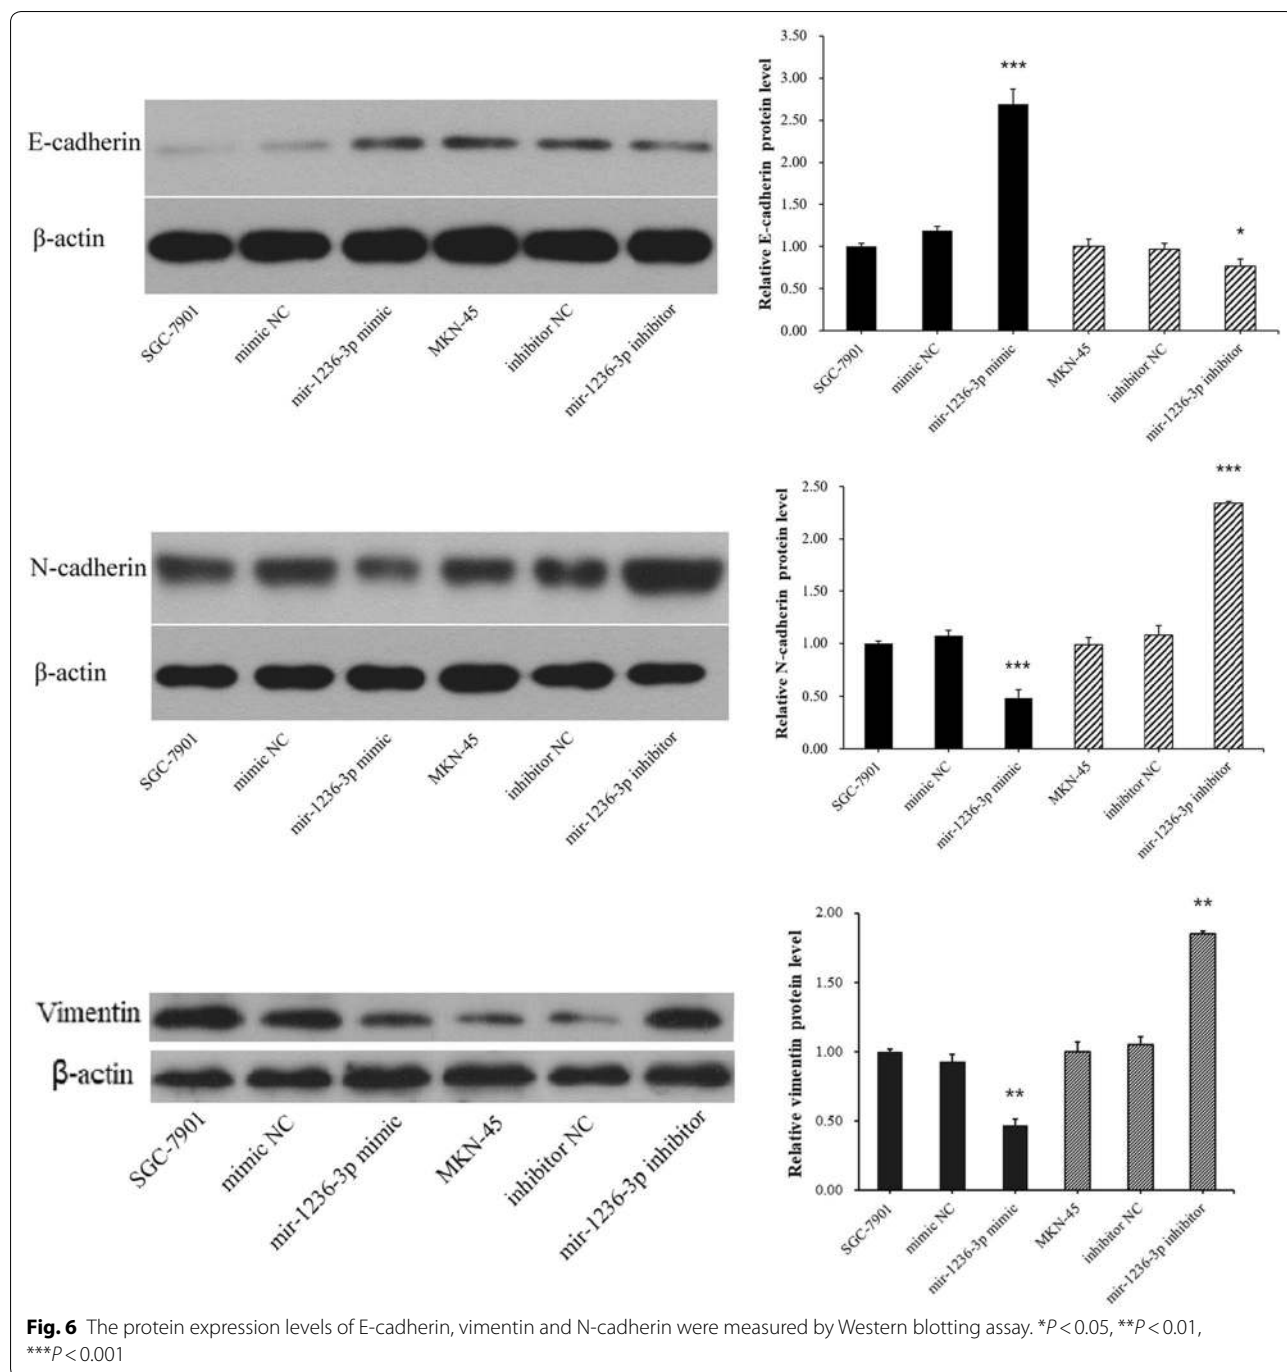 E-cadherin
β-actin
SGC-7901
mimic NC
mir-1236-3p mimic
MKN-45
inhibitor NC
mir-1236-3p inhibitor
Relative E-cadherin protein level
3.50
3.00
2.50
2.00
1.50
1.00
0.50
0.00
***
*
SGC-7901
mimic NC
mir-1236-3p mimic
MKN-45
inhibitor NC
mir-1236-3p inhibitor
N-cadherin
β-actin
SGC-7901
mimic NC
mir-1236-3p mimic
MKN-45
inhibitor NC
mir-1236-3p inhibitor
Relative N-cadherin protein level
2.50
2.00
1.50
1.00
0.50
0.00
***
***
SGC-7901
mimic NC
mir-1236-3p mimic
MKN-45
inhibitor NC
mir-1236-3p inhibitor
Vimentin
β-actin
SGC-7901
mimic NC
mir-1236-3p mimic
MKN-45
inhibitor NC
mir-1236-3p inhibitor
Relative vimentin protein level
2.00
1.50
1.00
0.50
0.00
**
**
SGC-7901
mimic NC
mir-1236-3p mimic
MKN-45
inhibitor NC
mir-1236-3p inhibitor
Fig. 6 The protein expression levels of E-cadherin, vimentin and N-cadherin were measured by Western blotting assay. *P < 0.05, **P < 0.01,
***P < 0.001